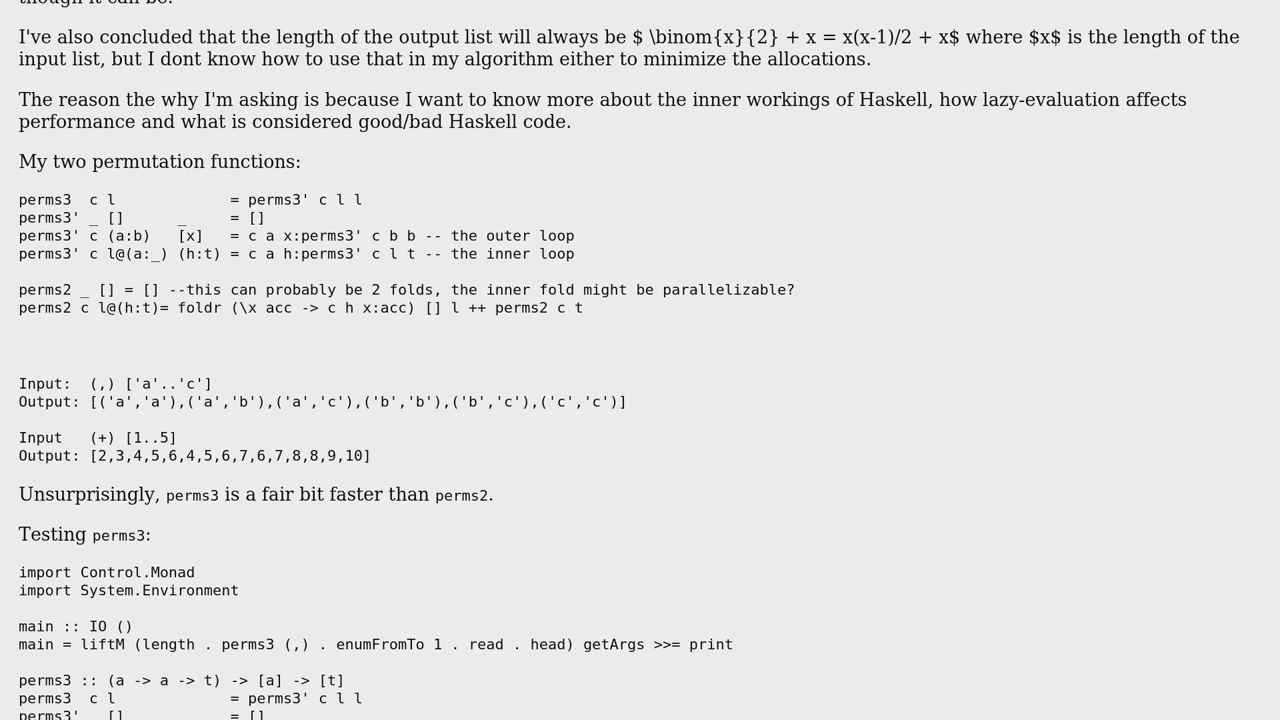 though it can be.
I've also concluded that the length of the output list will always be $ \binom{x}{2} + x = x(x-1)/2 + x$ where $x$ is the length of the
input list, but I dont know how to use that in my algorithm either to minimize the allocations.
The reason the why I'm asking is because I want to know more about the inner workings of Haskell, how lazy-evaluation affects
performance and what is considered good/bad Haskell code.
My two permutation functions:
perms3  c l             = perms3' c l l
perms3' _ []      _     = []
perms3' c (a:b)   [x]   = c a x:perms3' c b b -- the outer loop
perms3' c l@(a:_) (h:t) = c a h:perms3' c l t -- the inner loop
perms2 _ [] = [] --this can probably be 2 folds, the inner fold might be parallelizable?
perms2 c l@(h:t)= foldr (\x acc -> c h x:acc) [] l ++ perms2 c t
Input:  (,) ['a'..'c']
Output: [('a','a'),('a','b'),('a','c'),('b','b'),('b','c'),('c','c')]
Input   (+) [1..5]
Output: [2,3,4,5,6,4,5,6,7,6,7,8,8,9,10]
Unsurprisingly, perms3 is a fair bit faster than perms2.
Testing perms3:
import Control.Monad
import System.Environment
main :: IO ()
main = liftM (length . perms3 (,) . enumFromTo 1 . read . head) getArgs >>= print
perms3 :: (a -> a -> t) -> [a] -> [t]
perms3  c l             = perms3' c l l
perms3' _ []      _     = []